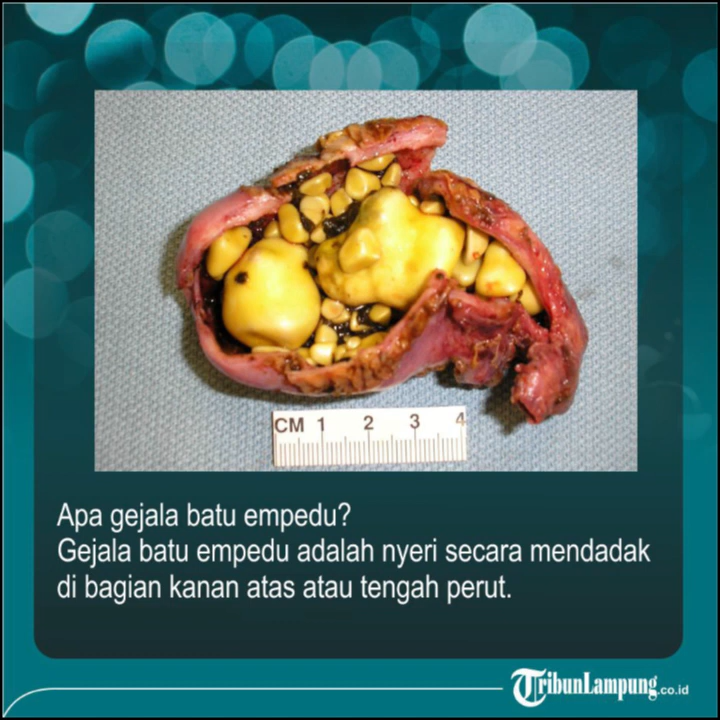 CM 1 2 3 4
Apa gejala batu empedu?
Gejala batu empedu adalah nyeri secara mendadak
di bagian kanan atas atau tengah perut.
TribunLampung.co.id